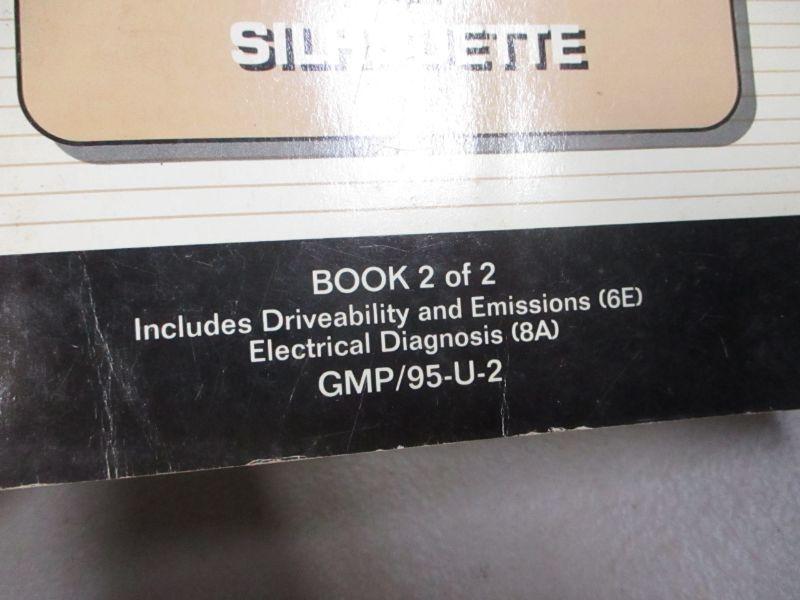 SILHOUETTE
BOOK 2 of 2
Includes Driveability and Emissions (6E)
Electrical Diagnosis (8A)
GMP/95-U-2